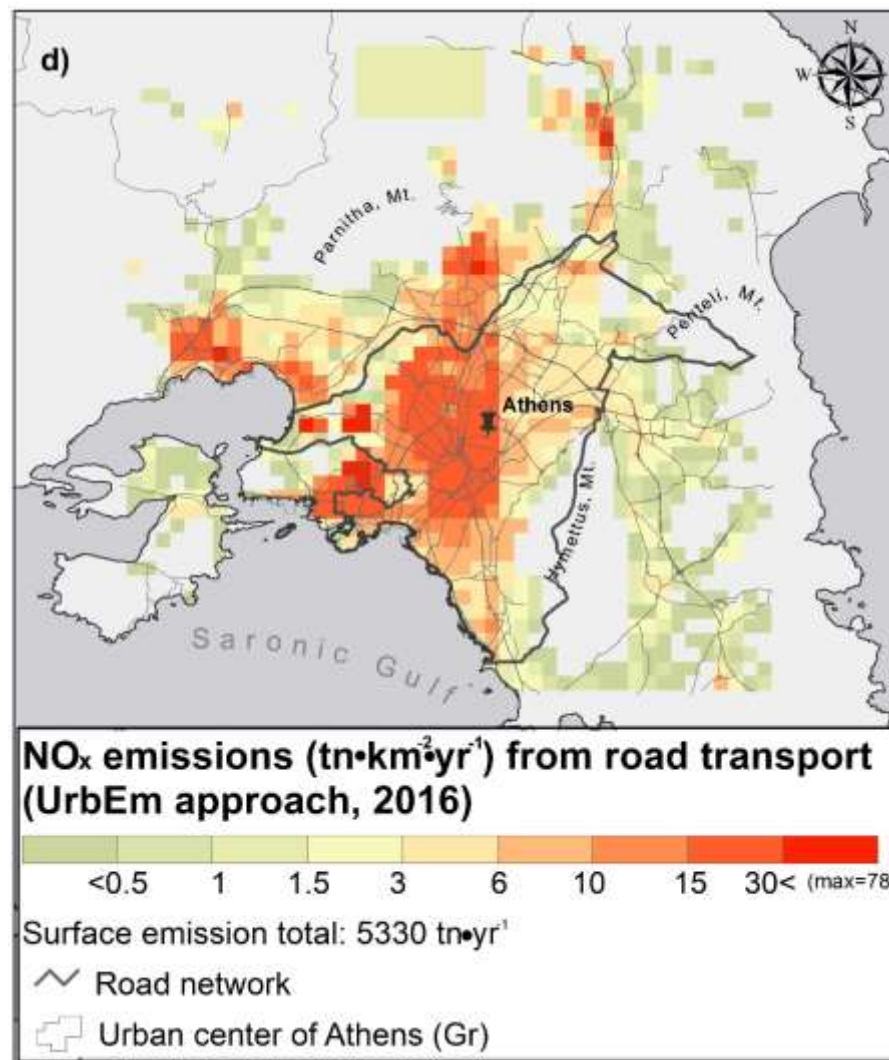 d)
N
W
S
Parnitha, Mt.
Penteli, Mt.
Athens
Hymettus, Mt.
Saronic Gulf
NOx emissions (tn•km⁻²•yr⁻¹) from road transport
(UrbEm approach, 2016)
<0.5 1 1.5 3 6 10 15 30< (max=78
Surface emission total: 5330 tn•yr⁻¹
Road network
Urban center of Athens (Gr)